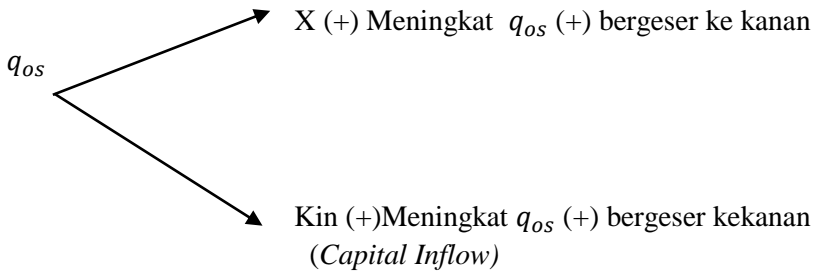 X (+) Meningkat q_os (+) bergeser ke kanan
q_os
Kin (+)Meningkat q_os (+) bergeser kekanan
(Capital Inflow)